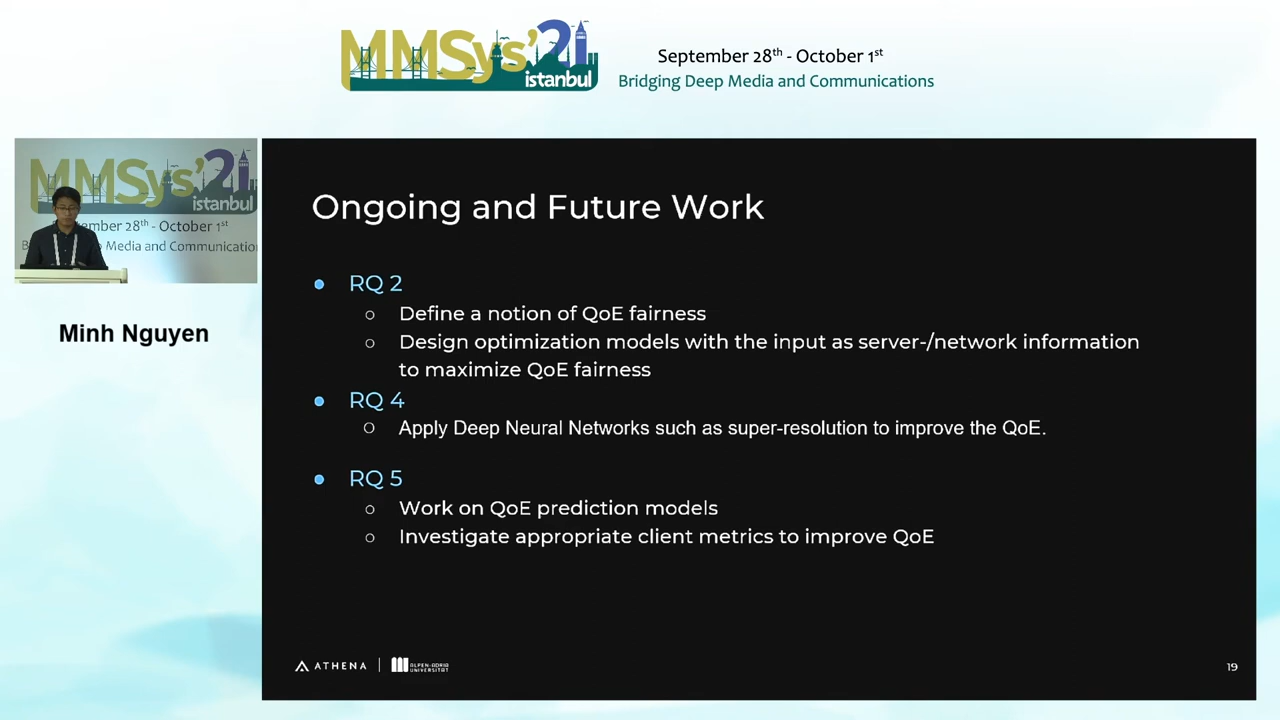 MMSys'21
istanbul
September 28th - October 1st
Bridging Deep Media and Communications
MMSys'21
istanbul
ember 28th - October 1st
B
Media and Communication
Minh Nguyen
Ongoing and Future Work
RQ 2
Define a notion of QoE fairness
Design optimization models with the input as server-/network information
to maximize QoE fairness
RQ 4
Apply Deep Neural Networks such as super-resolution to improve the QoE.
RQ 5
Work on QoE prediction models
Investigate appropriate client metrics to improve QoE
ATHENA
ALPEN-ADRIA
UNIVERSITÄT
19